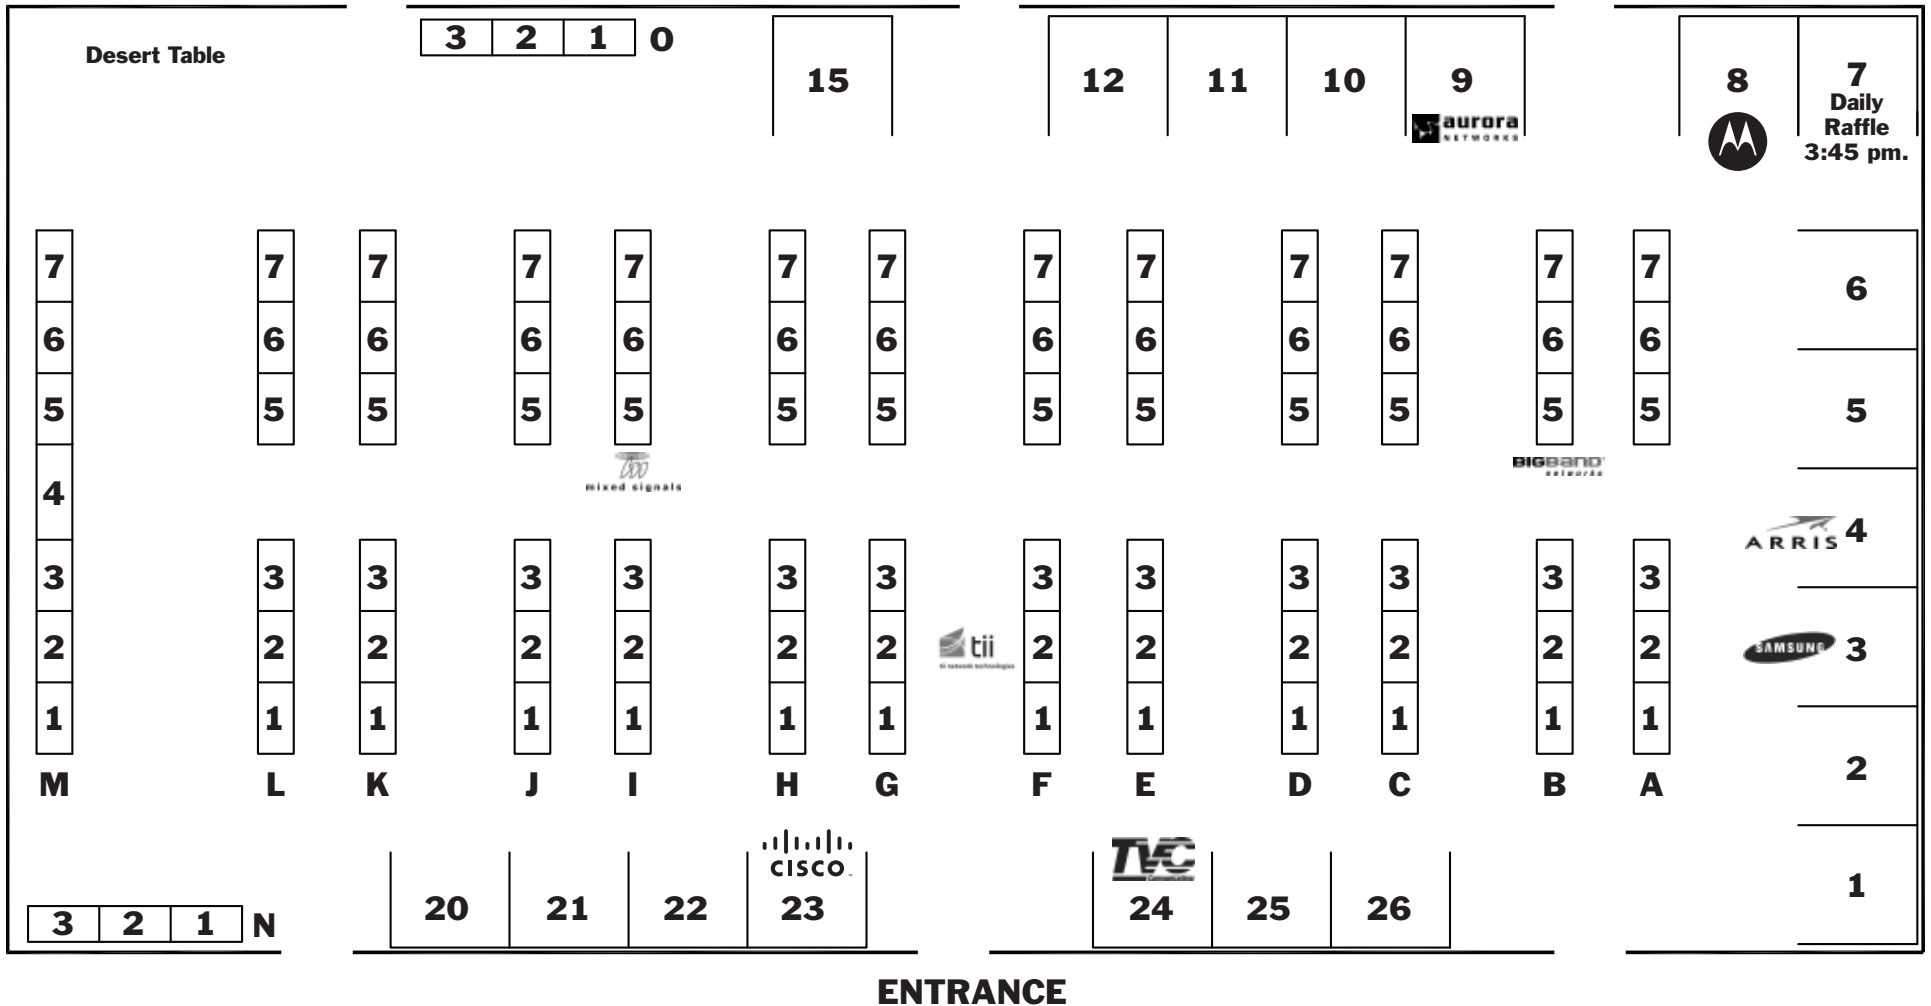 Desert Table
3 2 1 O
15
12 11 10 9
aurora
NETWORKS
8
7
Daily
Raffle
3:45 pm.
7 7 7 7 7 7 7 7 7 7 7 7 7
6 6 6 6 6 6 6 6 6 6 6 6 6
5 5 5 5 5 5 5 5 5 5 5 5 5
4
3 3 3 3 3 3 3 3 3 3 3 3 3
2 2 2 2 2 2 2 2 2 2 2 2 2
1 1 1 1 1 1 1 1 1 1 1 1 1
M L K J I H G F E D C B A
mixed signals
BIGBAND
networks
tii
tii network technologies
6
5
ARRIS 4
SAMSUNG 3
2
1
CISCO
TVC
Communications
20 21 22 23 24 25 26
3 2 1 N
ENTRANCE